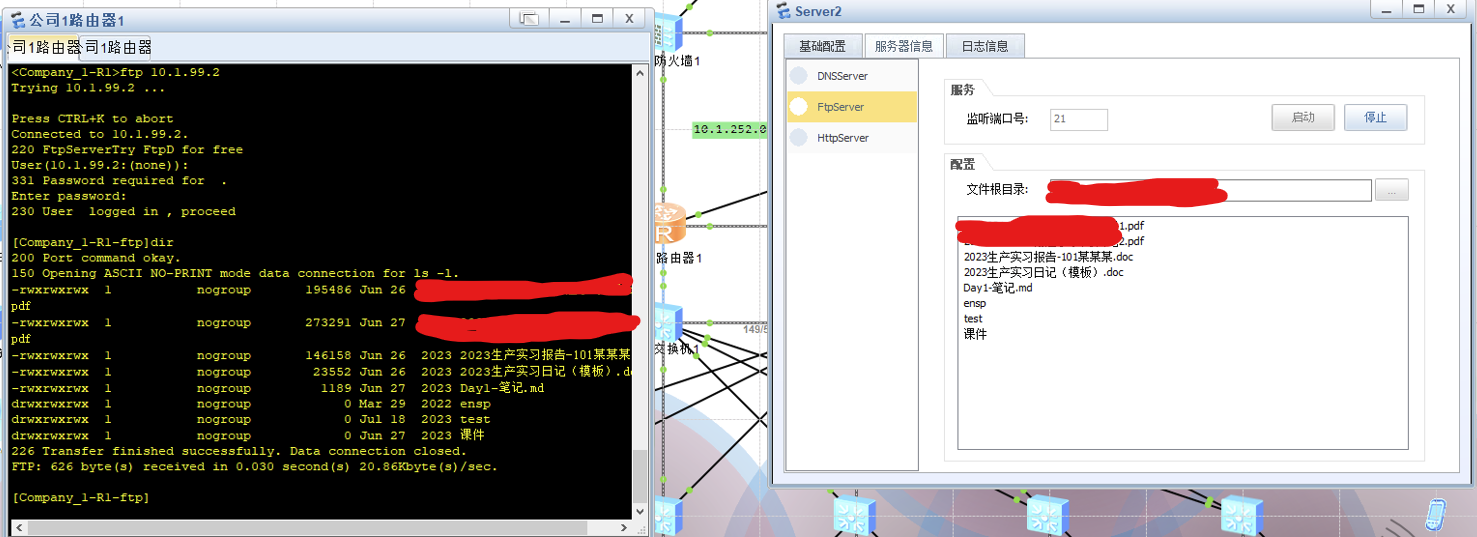 公司1路由器1
公司1路由器
公司1路由器
<Company_1-R1>ftp 10.1.99.2
Trying 10.1.99.2 ...
Press CTRL+K to abort
Connected to 10.1.99.2.
220 FtpServerTry FtpD for free
User(10.1.99.2:(none)):
331 Password required for  .
Enter password:
230 User  logged in , proceed
[Company_1-R1-ftp]dir
200 Port command okay.
150 Opening ASCII NO-PRINT mode data connection for ls -l.
-rwxrwxrwx  1          nogroup       195486 Jun 26
pdf
-rwxrwxrwx  1          nogroup       273291 Jun 27
pdf
-rwxrwxrwx  1          nogroup       146158 Jun 26  2023 2023生产实习报告-101某某某
-rwxrwxrwx  1          nogroup        23552 Jun 26  2023 2023生产实习日记（模板）.do
-rwxrwxrwx  1          nogroup         1189 Jun 27  2023 Day1-笔记.md
drwxrwxrwx  1          nogroup            0 Mar 29  2022 ensp
drwxrwxrwx  1          nogroup            0 Jul 18  2023 test
drwxrwxrwx  1          nogroup            0 Jun 27  2023 课件
226 Transfer finished successfully. Data connection closed.
FTP: 626 byte(s) received in 0.030 second(s) 20.86Kbyte(s)/sec.
[Company_1-R1-ftp]
防火墙1
10.1.252.0
R
路由器1
149/5
交换机1
Server2
基础配置
服务器信息
日志信息
DNSServer
FtpServer
HttpServer
服务
监听端口号:
21
启动
停止
配置
文件根目录:
...
1.pdf
2.pdf
2023生产实习报告-101某某某.doc
2023生产实习日记（模板）.doc
Day1-笔记.md
ensp
test
课件